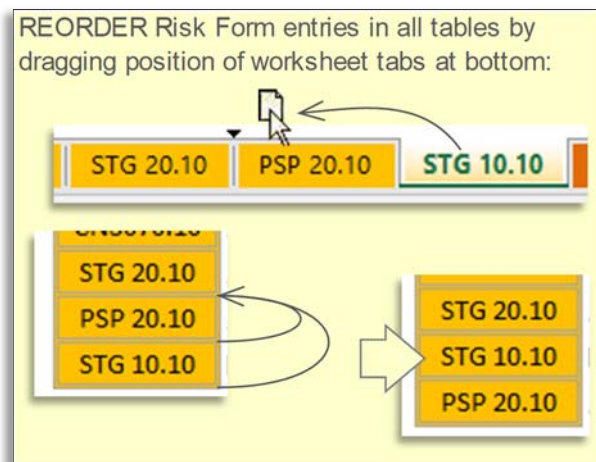 REORDER Risk Form entries in all tables by
dragging position of worksheet tabs at bottom:
STG 20.10 PSP 20.10 STG 10.10
STG 20.10
PSP 20.10
STG 10.10
STG 20.10
STG 10.10
PSP 20.10